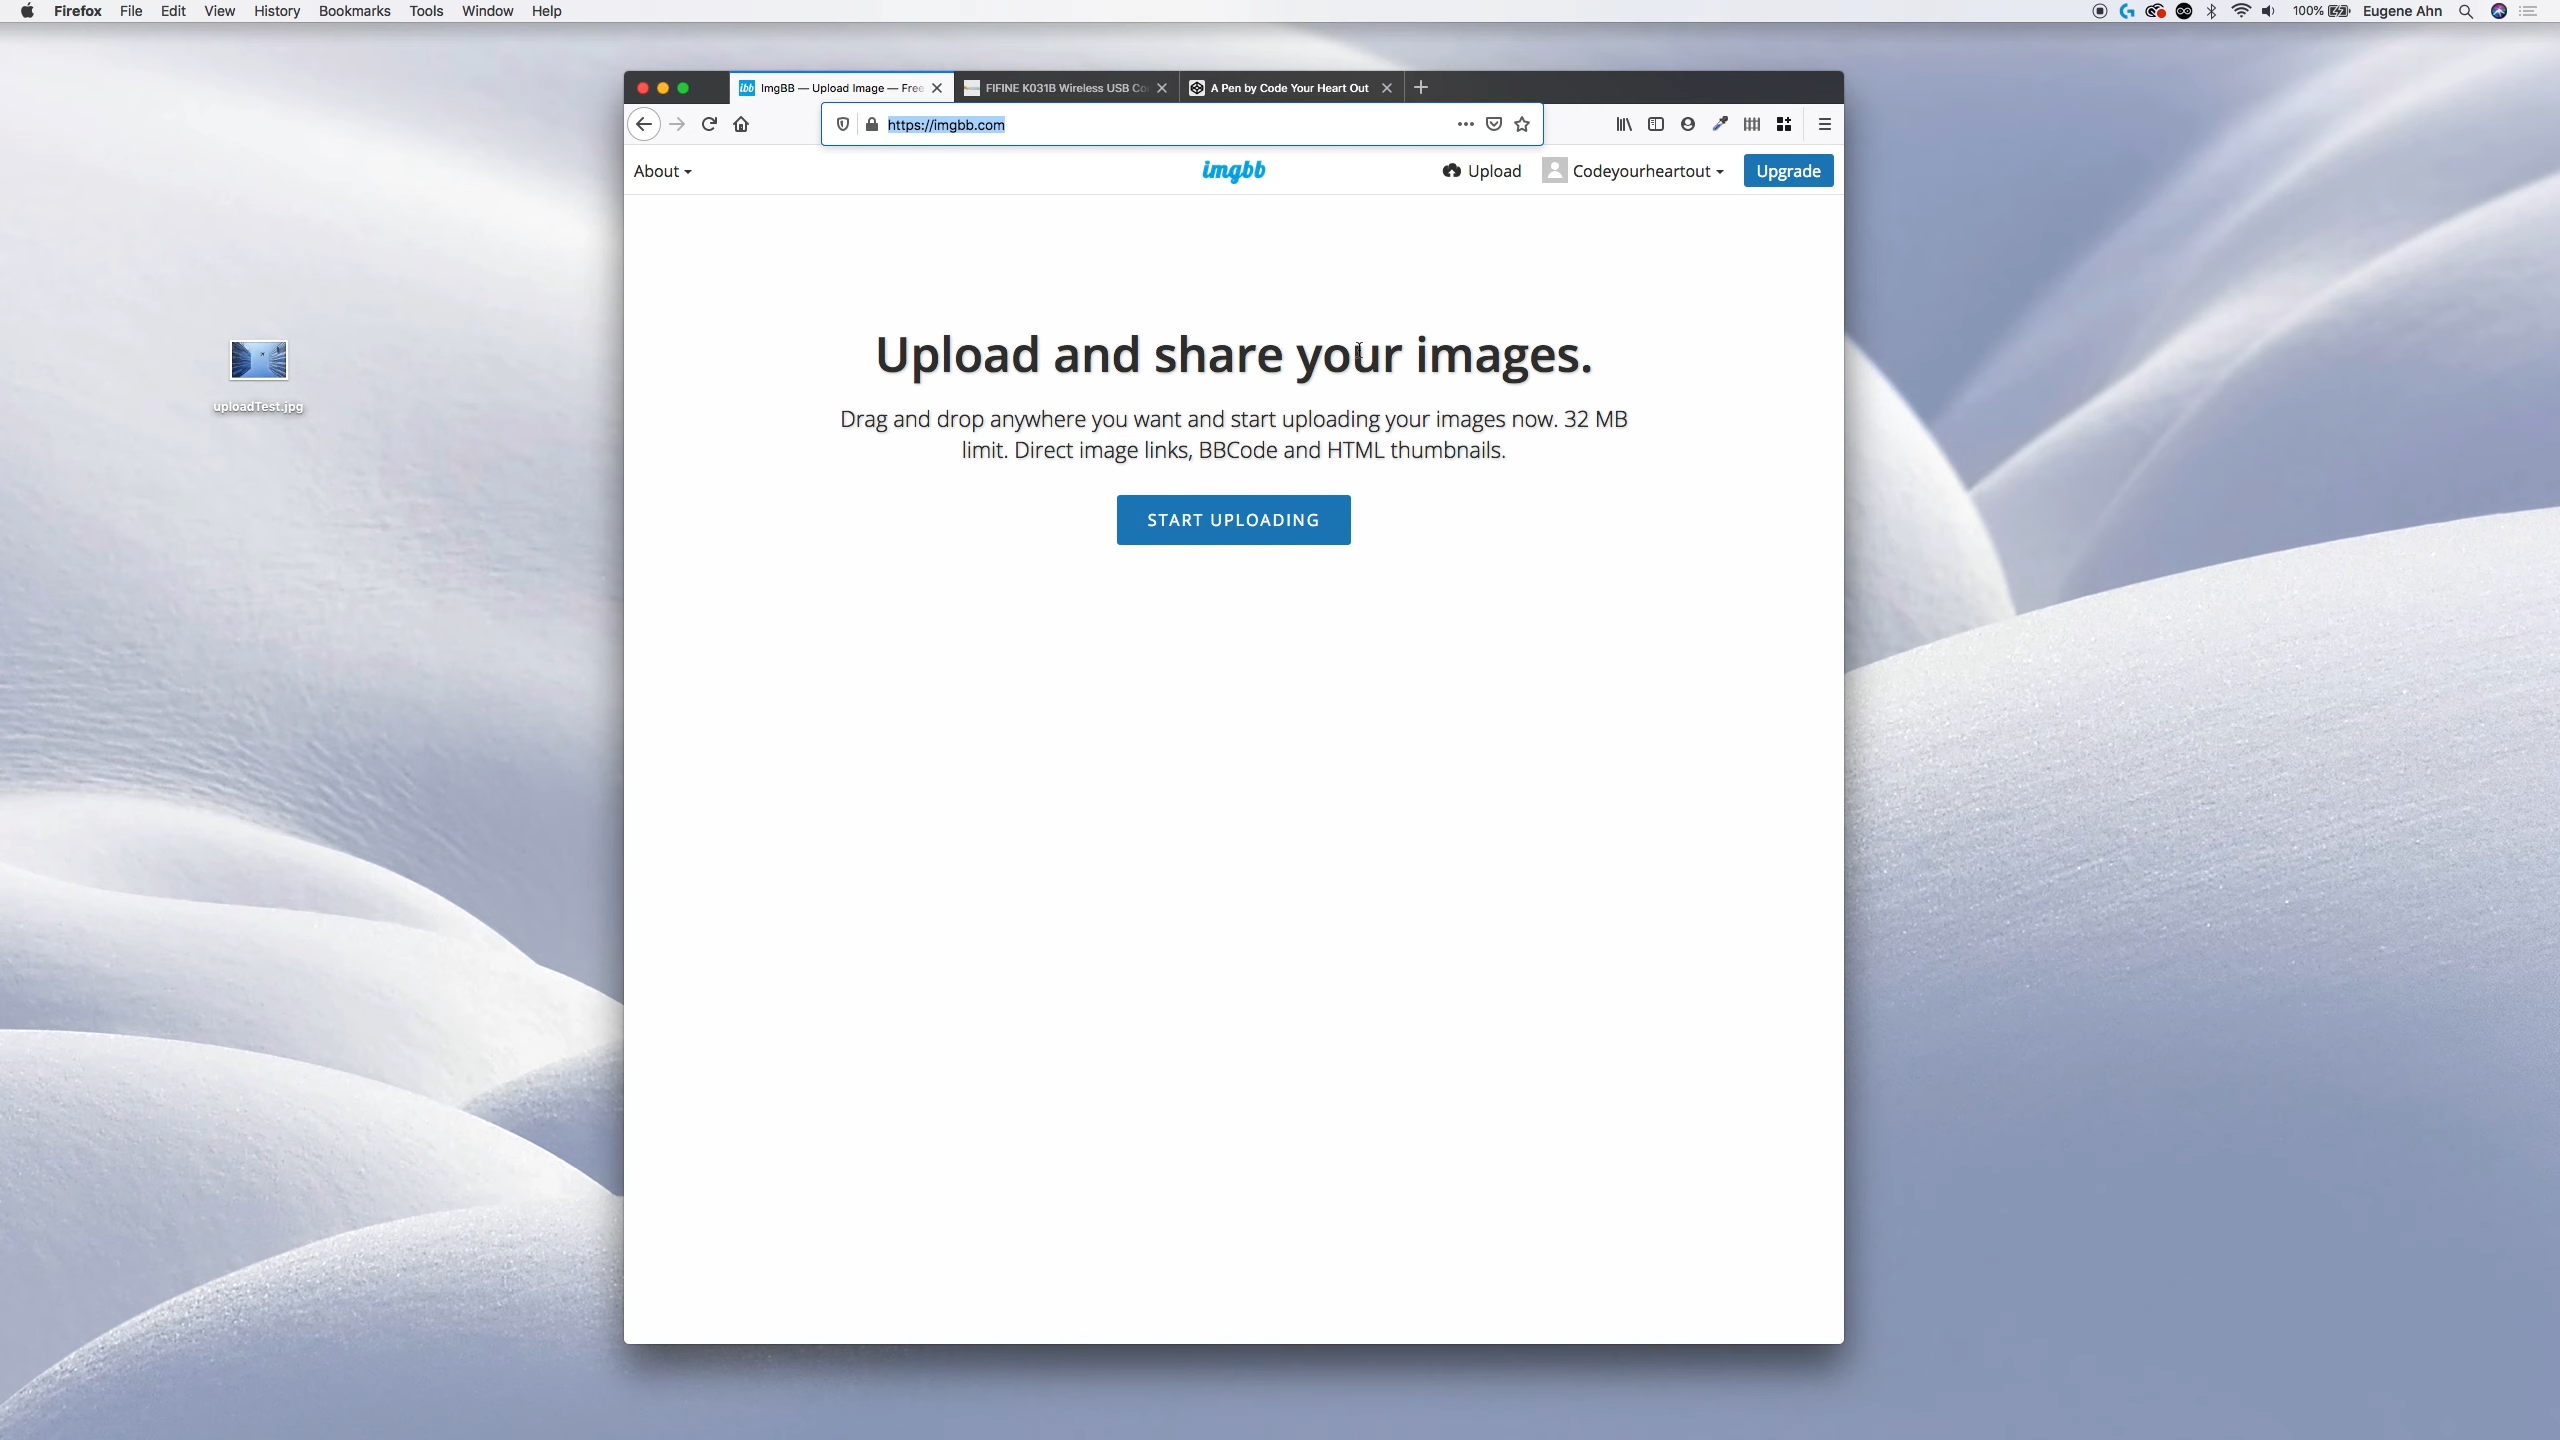 Firefox File Edit View History Bookmarks Tools Window Help
100% Eugene Ahn
ibb ImgBB — Upload Image — Free
FIFINE K031B Wireless USB Co
A Pen by Code Your Heart Out
https://imgbb.com
About
imgbb
Upload
Codeyourheartout
Upgrade
uploadTest.jpg
Upload and share your images.
Drag and drop anywhere you want and start uploading your images now. 32 MB
limit. Direct image links, BBCode and HTML thumbnails.
START UPLOADING